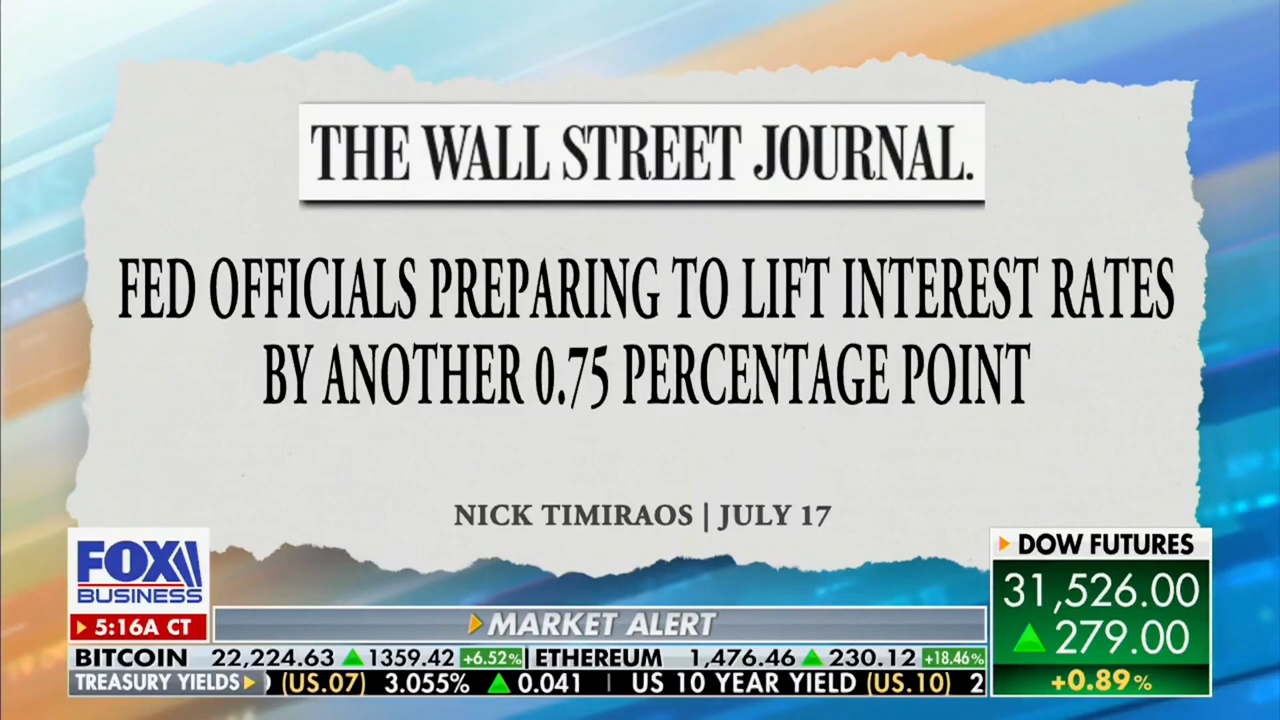 THE WALL STREET JOURNAL.
FED OFFICIALS PREPARING TO LIFT INTEREST RATES
BY ANOTHER 0.75 PERCENTAGE POINT
NICK TIMIRAOS | JULY 17
FOX
BUSINESS
5:16A CT
MARKET ALERT
BITCOIN 22,224.63 ▲ 1359.42 +6.52% | ETHEREUM 1,476.46 ▲ 230.12 +18.46%
TREASURY YIELDS (US.07) 3.055% ▲ 0.041 | US 10 YEAR YIELD (US.10) 2
DOW FUTURES
31,526.00
▲ 279.00
+0.89%